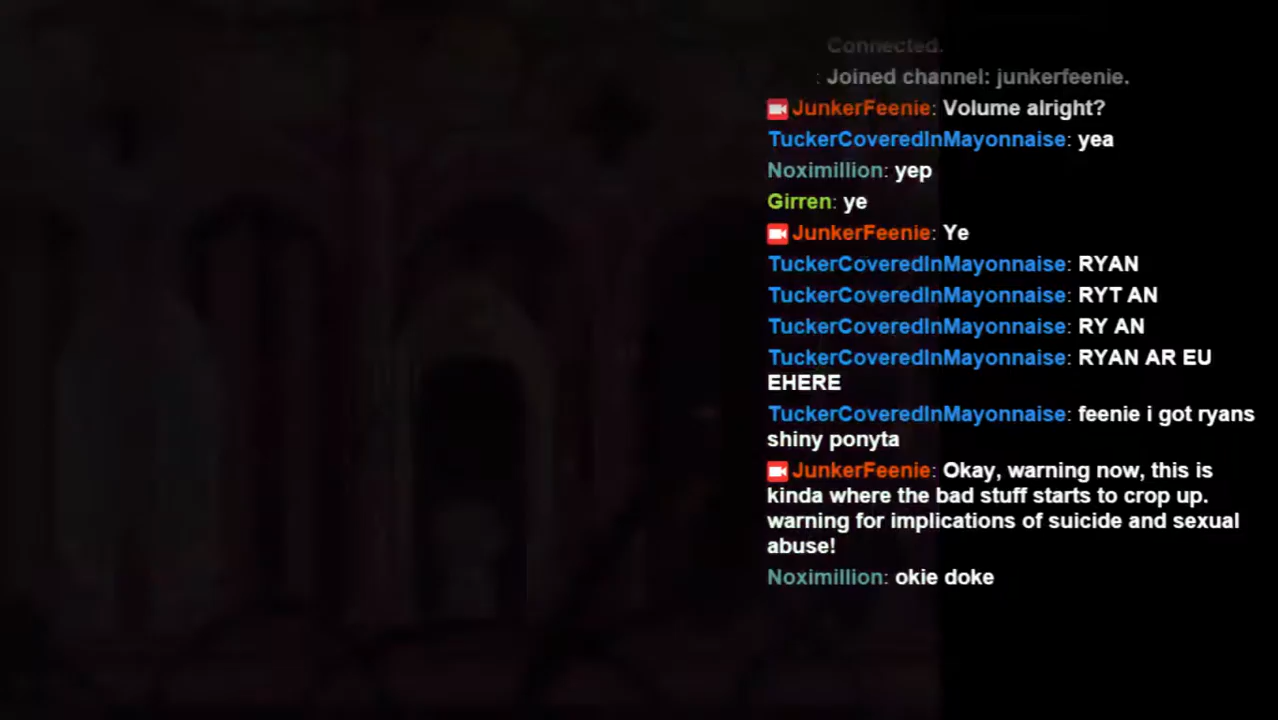 Connected.
: Joined channel: junkerfeenie.
JunkerFeenie: Volume alright?
TuckerCoveredInMayonnaise: yea
Noximillion: yep
Girren: ye
JunkerFeenie: Ye
TuckerCoveredInMayonnaise: RYAN
TuckerCoveredInMayonnaise: RYT AN
TuckerCoveredInMayonnaise: RY AN
TuckerCoveredInMayonnaise: RYAN AR EU
EHERE
TuckerCoveredInMayonnaise: feenie i got ryans
shiny ponyta
JunkerFeenie: Okay, warning now, this is
kinda where the bad stuff starts to crop up.
warning for implications of suicide and sexual
abuse!
Noximillion: okie doke